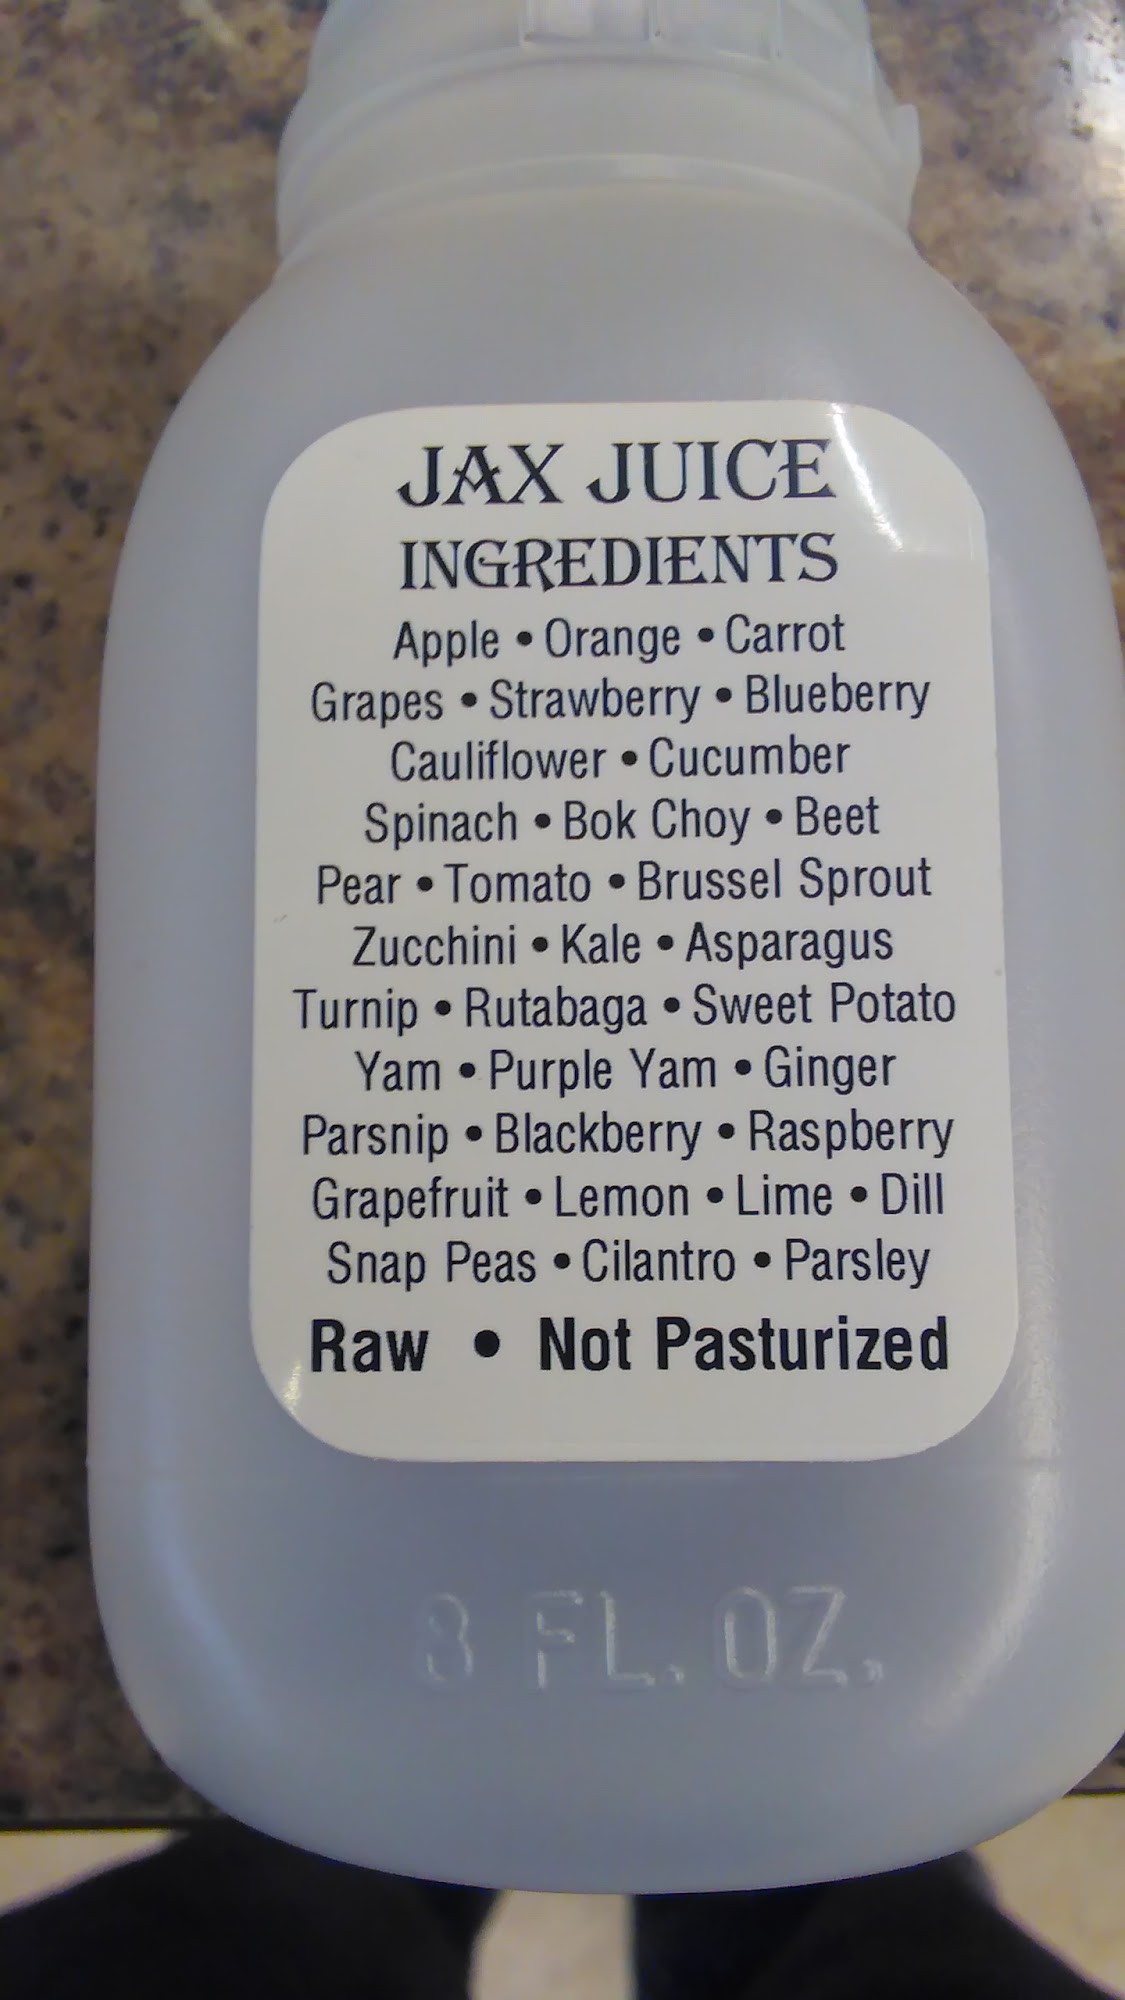 JAX JUICE
INGREDIENTS
Apple • Orange • Carrot
Grapes • Strawberry • Blueberry
Cauliflower • Cucumber
Spinach • Bok Choy • Beet
Pear • Tomato • Brussel Sprout
Zucchini • Kale • Asparagus
Turnip • Rutabaga • Sweet Potato
Yam • Purple Yam • Ginger
Parsnip • Blackberry • Raspberry
Grapefruit • Lemon • Lime • Dill
Snap Peas • Cilantro • Parsley
Raw • Not Pasturized
8 FL. OZ.